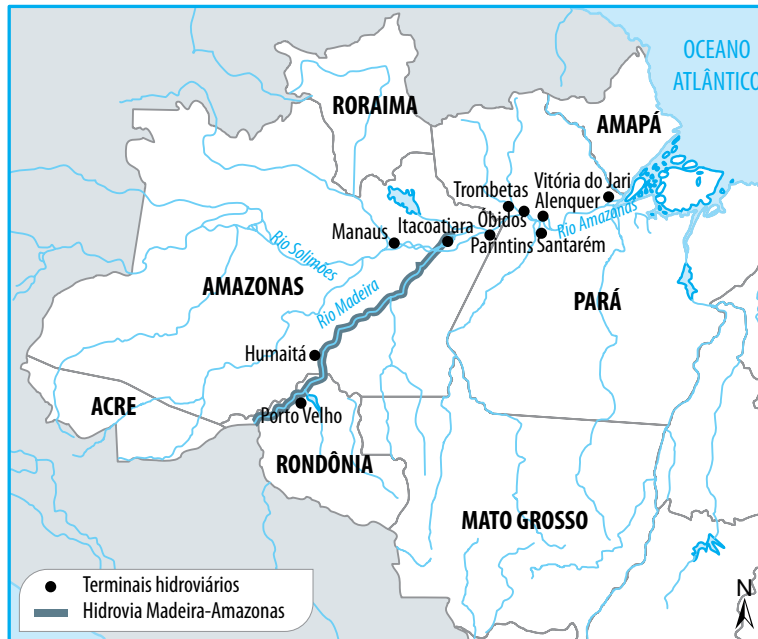 OCEANO
ATLÂNTICO
RORAIMA
AMAPÁ
Trombetas
Vitória do Jari
Alenquer
Óbidos
Rio Amazonas
Manaus
Itacoatiara
Parintins
Santarém
Rio Solimões
AMAZONAS
Rio Madeira
PARÁ
Humaitá
ACRE
Porto Velho
RONDÔNIA
MATO GROSSO
Terminais hidroviários
Hidrovia Madeira-Amazonas
N